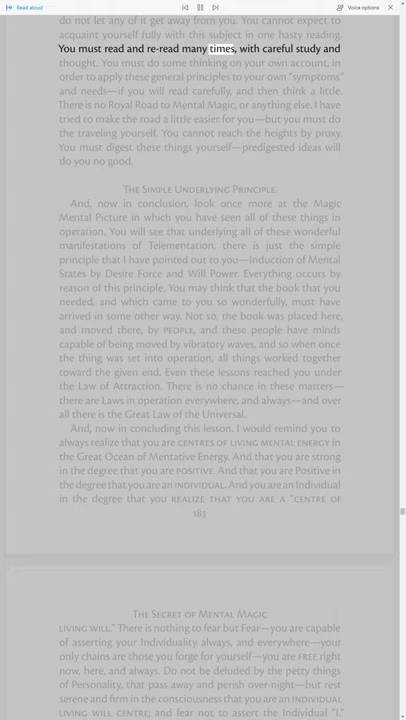 Read aloud
Voice options
do not let any of it get away from you. You cannot expect to
acquaint yourself fully with this subject in one hasty reading.
You must read and re-read many times, with careful study and
thought. You must do some thinking on your own account, in
order to apply these general principles to your own “symptoms”
and needs—if you will read carefully, and then think a little.
There is no Royal Road to Mental Magic, or anything else. I have
tried to make the road a little easier for you—but you must do
the traveling yourself. You cannot reach the heights by proxy.
You must digest these things yourself—predigested ideas will
do you no good.
The Simple Underlying Principle.
And, now in conclusion, look once more at the Magic
Mental Picture in which you have seen all of these things in
operation. You will see that underlying all of these wonderful
manifestations of Telementation, there is just the simple
principle that I have pointed out to you—Induction of Mental
States by Desire Force and Will Power. Everything occurs by
reason of this principle. You may think that the book that you
needed, and which came to you so wonderfully, must have
arrived in some other way. Not so, the book was placed here,
and moved there, by PEOPLE, and these people have minds
capable of being moved by vibratory waves, and so when once
the thing was set into operation, all things worked together
toward the given end. Even these lessons reached you under
the Law of Attraction. There is no chance in these matters—
there are Laws in operation everywhere, and always—and over
all there is the Great Law of the Universal.
And, now in concluding this lesson. I would remind you to
always realize that you are CENTRES OF LIVING MENTAL ENERGY in
the Great Ocean of Mentative Energy. And that you are strong
in the degree that you are POSITIVE. And that you are Positive in
the degree that you are an INDIVIDUAL. And you are an Individual
in the degree that you REALIZE THAT YOU ARE A “CENTRE OF
183
The Secret of Mental Magic
LIVING WILL.” There is nothing to fear but Fear—you are capable
of asserting your Individuality always, and everywhere—your
only chains are those you forge for yourself—you are FREE right
now, here, and always. Do not be deluded by the petty things
of Personality, that pass away and perish over-night—but rest
serene and firm in the consciousness that you are an INDIVIDUAL
LIVING WILL CENTRE; and fear not to assert the Individual “I.”